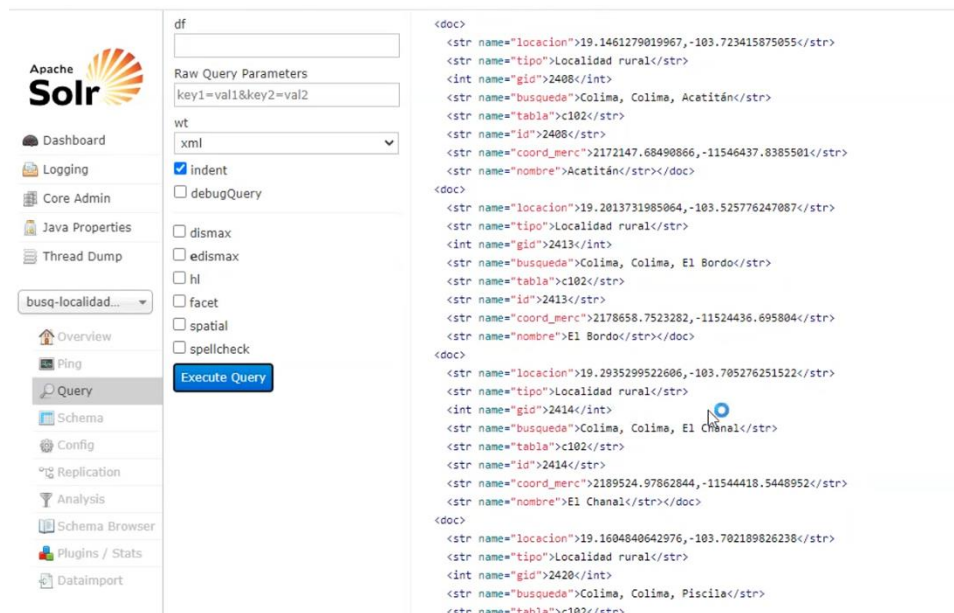 Apache
Solr
Dashboard
Logging
Core Admin
Java Properties
Thread Dump
busq-localidad...
Overview
Ping
Query
Schema
Config
Replication
Analysis
Schema Browser
Plugins / Stats
Dataimport
df
Raw Query Parameters
key1=val1&key2=val2
wt
xml
indent
debugQuery
dismax
edismax
hl
facet
spatial
spellcheck
Execute Query
<doc>
<str name="locacion">19.1461279019967,-103.723415875055</str>
<str name="tipo">Localidad rural</str>
<int name="gid">2408</int>
<str name="busqueda">Colima, Colima, Acatitán</str>
<str name="tabla">c102</str>
<str name="id">2408</str>
<str name="coord_merc">2172147.68490866,-11546437.8385501</str>
<str name="nombre">Acatitán</str></doc>
<doc>
<str name="locacion">19.2013731985064,-103.525776247087</str>
<str name="tipo">Localidad rural</str>
<int name="gid">2413</int>
<str name="busqueda">Colima, Colima, El Bordo</str>
<str name="tabla">c102</str>
<str name="id">2413</str>
<str name="coord_merc">2178658.7523282,-11524436.695804</str>
<str name="nombre">El Bordo</str></doc>
<doc>
<str name="locacion">19.2935299522606,-103.705276251522</str>
<str name="tipo">Localidad rural</str>
<int name="gid">2414</int>
<str name="busqueda">Colima, Colima, El Chanal</str>
<str name="tabla">c102</str>
<str name="id">2414</str>
<str name="coord_merc">2189524.97862844,-11544418.5448952</str>
<str name="nombre">El Chanal</str></doc>
<doc>
<str name="locacion">19.1604840642976,-103.702189826238</str>
<str name="tipo">Localidad rural</str>
<int name="gid">2420</int>
<str name="busqueda">Colima, Colima, Piscila</str>
<str name="tabla">c102</str>